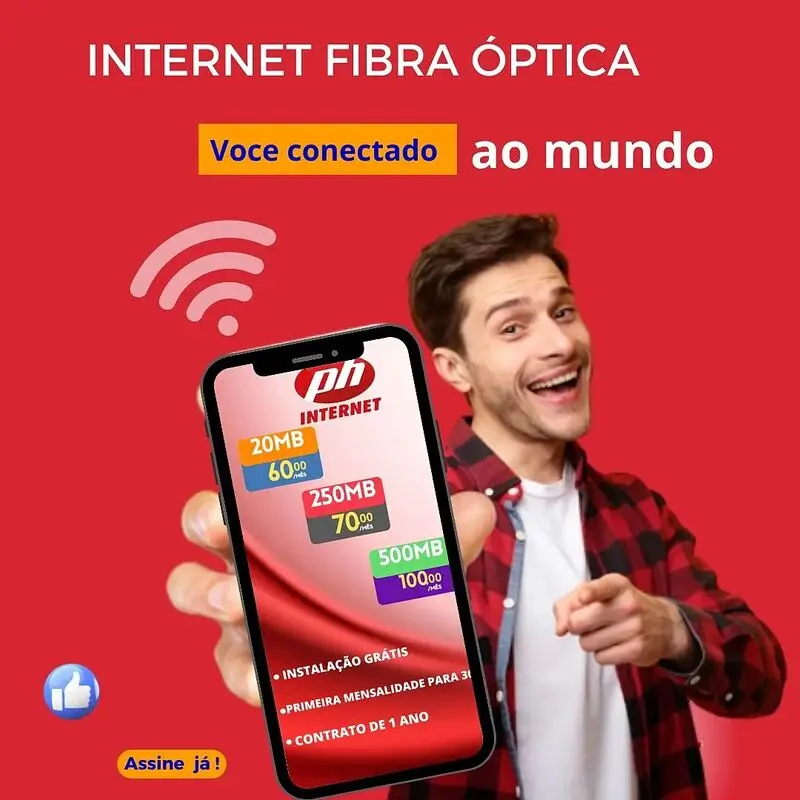 INTERNET FIBRA ÓPTICA
Voce conectado ao mundo
ph
INTERNET
20MB
60,00
/MÊS
250MB
70,00
/MÊS
500MB
100,00
/MÊS
• INSTALAÇÃO GRÁTIS
•PRIMEIRA MENSALIDADE PARA 30
• CONTRATO DE 1 ANO
Assine já !